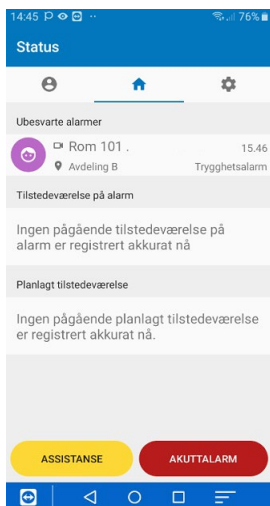 14:45 76%
Status
Ubesvarte alarmer
Rom 101 . 15.46
Avdeling B Trygghetsalarm
Tilstedeværelse på alarm
Ingen pågående tilstedeværelse på
alarm er registrert akkurat nå
Planlagt tilstedeværelse
Ingen pågående planlagt tilstedeværelse
er registrert akkurat nå.
ASSISTANSE AKUTTALARM